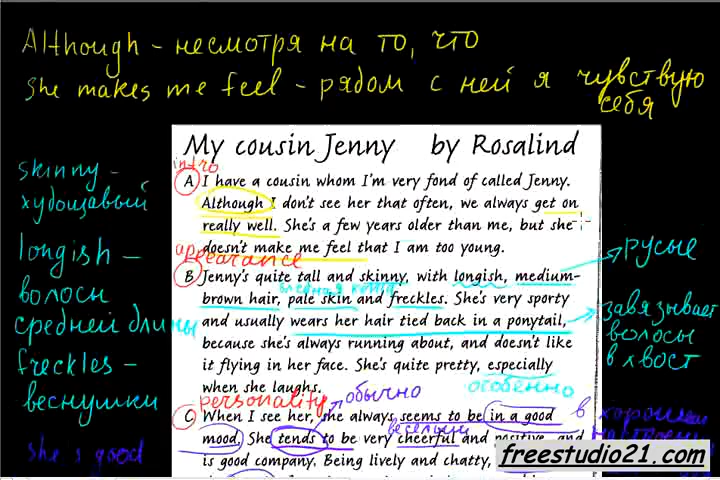 Although - несмотря на то, что
She makes me feel - рядом с ней я чувствую
себя
My cousin Jenny by Rosalind
intro
A I have a cousin whom I'm very fond of called Jenny.
Although I don't see her that often, we always get on
really well. She's a few years older than me, but she
doesn't make me feel that I am too young.
appearance
B Jenny's quite tall and skinny, with longish, medium-
бледная кожа
brown hair, pale skin and freckles. She's very sporty
and usually wears her hair tied back in a ponytail,
because she's always running about, and doesn't like
it flying in her face. She's quite pretty, especially
особенно
when she laughs.
personality
обычно
C When I see her, she always seems to be in a good
веселый
mood. She tends to be very cheerful and positive, and
is good company. Being lively and chatty,
skinny -
худощавый
longish -
волосы
средней длины
freckles -
веснушки
she s good
русые
завязывает
волосы
в хвост
в хорошем
freestudio21.com